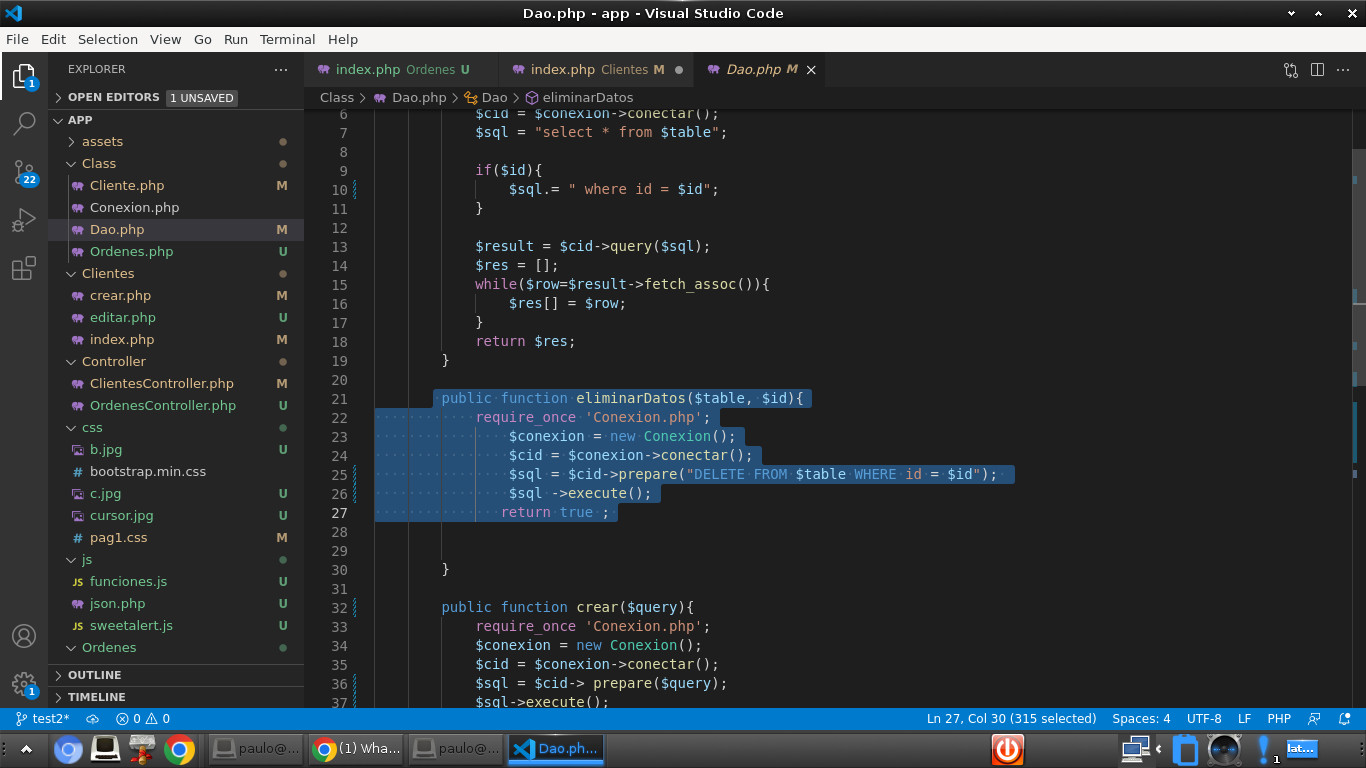 Dao.php - app - Visual Studio Code
File Edit Selection View Go Run Terminal Help
EXPLORER ···
OPEN EDITORS 1 UNSAVED
APP
assets
Class
Cliente.php M
Conexion.php
Dao.php M
Ordenes.php U
Clientes
crear.php M
editar.php U
index.php M
Controller
ClientesController.php M
OrdenesController.php U
css
b.jpg U
# bootstrap.min.css
c.jpg U
cursor.jpg U
# pag1.css M
js
JS funciones.js U
json.php U
JS sweetalert.js U
Ordenes
OUTLINE
TIMELINE
1
22
1
index.php Ordenes U
index.php Clientes M
Dao.php M
Class > Dao.php > Dao > eliminarDatos
6 $cid = $conexion->conectar();
7 $sql = "select * from $table";
8
9 if($id){
10 $sql.= " where id = $id";
11 }
12
13 $result = $cid->query($sql);
14 $res = [];
15 while($row=$result->fetch_assoc()){
16 $res[] = $row;
17 }
18 return $res;
19 }
20
21 public function eliminarDatos($table, $id){
22 require_once 'Conexion.php';
23 $conexion = new Conexion();
24 $cid = $conexion->conectar();
25 $sql = $cid->prepare("DELETE FROM $table WHERE id = $id");
26 $sql ->execute();
27 return true ;
28
29
30 }
31
32 public function crear($query){
33 require_once 'Conexion.php';
34 $conexion = new Conexion();
35 $cid = $conexion->conectar();
36 $sql = $cid-> prepare($query);
37 $sql->execute();
test2* 0 0 Ln 27, Col 30 (315 selected) Spaces: 4 UTF-8 LF PHP
paulo@... (1) Wha... paulo@... Dao.ph... 1 lat...